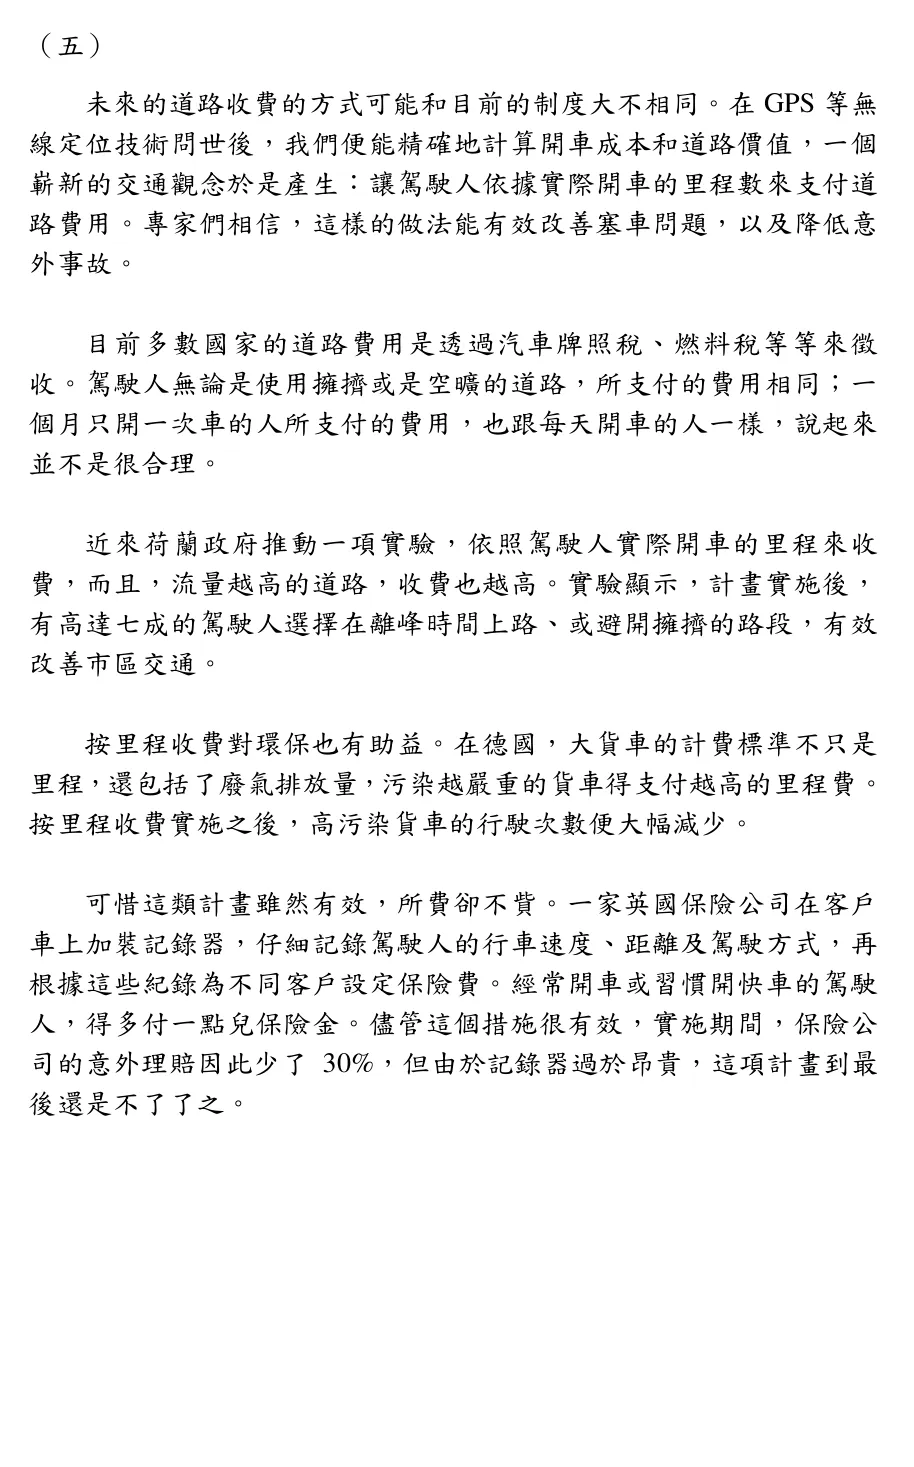 （五）
未來的道路收費的方式可能和目前的制度大不相同。在 GPS 等無
線定位技術問世後，我們便能精確地計算開車成本和道路價值，一個
嶄新的交通觀念於是產生：讓駕駛人依據實際開車的里程數來支付道
路費用。專家們相信，這樣的做法能有效改善塞車問題，以及降低意
外事故。
目前多數國家的道路費用是透過汽車牌照稅、燃料稅等等來徵
收。駕駛人無論是使用擁擠或是空曠的道路，所支付的費用相同；一
個月只開一次車的人所支付的費用，也跟每天開車的人一樣，說起來
並不是很合理。
近來荷蘭政府推動一項實驗，依照駕駛人實際開車的里程來收
費，而且，流量越高的道路，收費也越高。實驗顯示，計畫實施後，
有高達七成的駕駛人選擇在離峰時間上路、或避開擁擠的路段，有效
改善市區交通。
按里程收費對環保也有助益。在德國，大貨車的計費標準不只是
里程，還包括了廢氣排放量，污染越嚴重的貨車得支付越高的里程費。
按里程收費實施之後，高污染貨車的行駛次數便大幅減少。
可惜這類計畫雖然有效，所費卻不貲。一家英國保險公司在客戶
車上加裝記錄器，仔細記錄駕駛人的行車速度、距離及駕駛方式，再
根據這些紀錄為不同客戶設定保險費。經常開車或習慣開快車的駕駛
人，得多付一點兒保險金。儘管這個措施很有效，實施期間，保險公
司的意外理賠因此少了 30%，但由於記錄器過於昂貴，這項計畫到最
後還是不了了之。